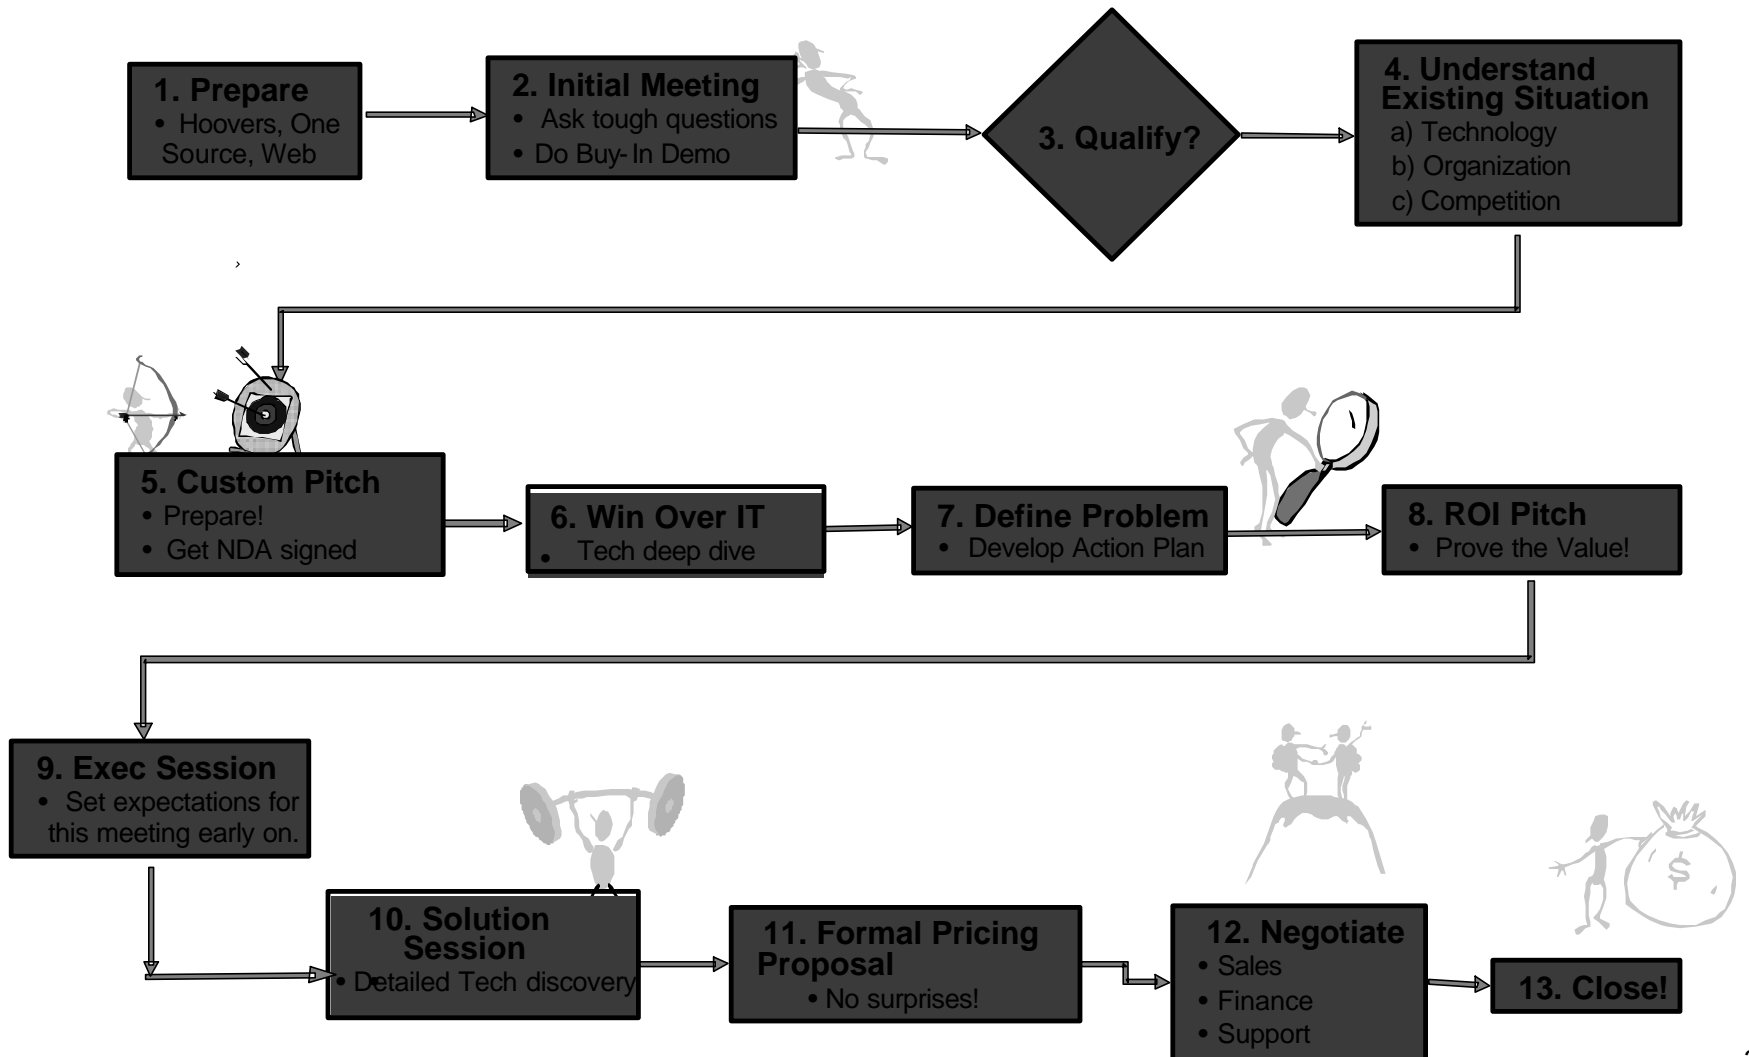 1. Prepare
• Hoovers, One
Source, Web
2. Initial Meeting
• Ask tough questions
• Do Buy-In Demo
3. Qualify?
4. Understand
Existing Situation
a) Technology
b) Organization
c) Competition
5. Custom Pitch
• Prepare!
• Get NDA signed
6. Win Over IT
• Tech deep dive
7. Define Problem
• Develop Action Plan
8. ROI Pitch
• Prove the Value!
9. Exec Session
• Set expectations for
this meeting early on.
10. Solution
Session
• Detailed Tech discovery
11. Formal Pricing
Proposal
• No surprises!
12. Negotiate
• Sales
• Finance
• Support
$
13. Close!